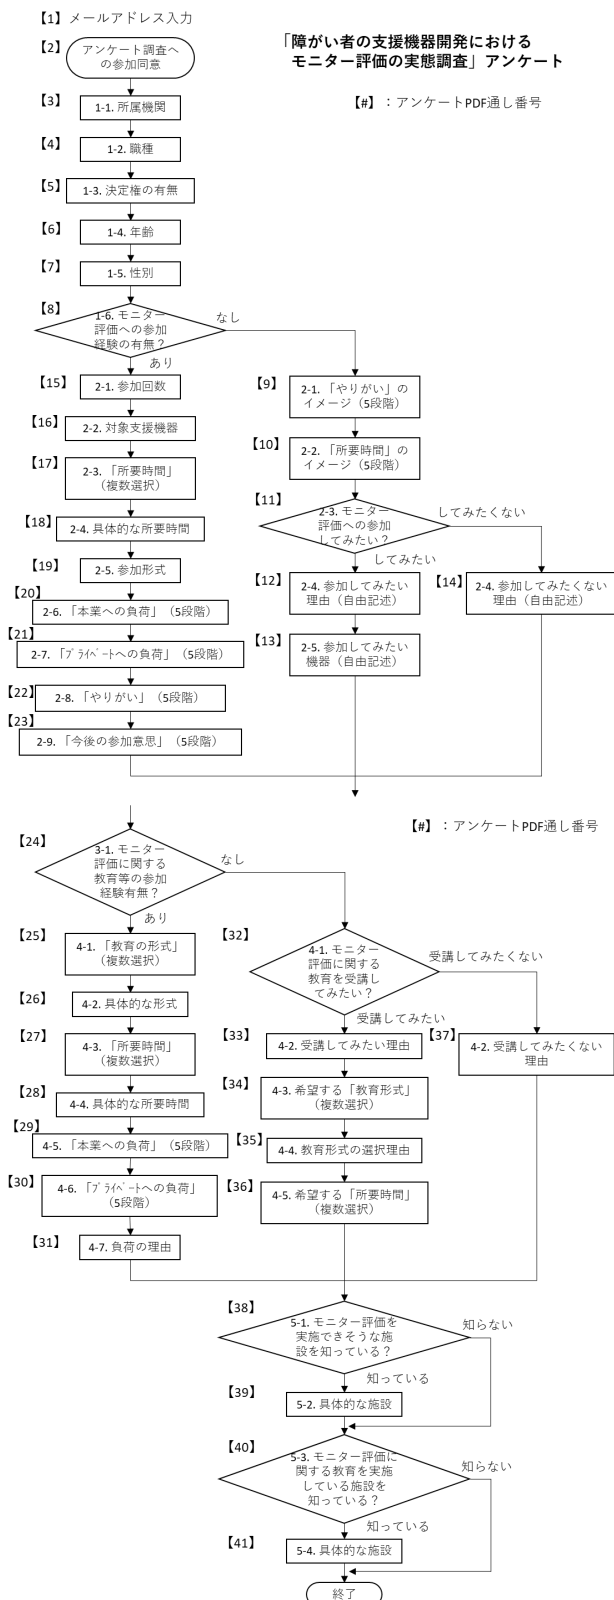 【1】メールアドレス入力
【2】
アンケート調査へ
の参加同意
「障がい者の支援機器開発における
モニター評価の実態調査」アンケート
【#】：アンケートPDF通し番号
【3】
1-1. 所属機関
【4】
1-2. 職種
【5】
1-3. 決定権の有無
【6】
1-4. 年齢
【7】
1-5. 性別
【8】
1-6. モニター
評価への参加
経験の有無？
なし
あり
【15】
2-1. 参加回数
【16】
2-2. 対象支援機器
【17】
2-3. 「所要時間」
（複数選択）
【18】
2-4. 具体的な所要時間
【19】
2-5. 参加形式
【20】
2-6. 「本業への負荷」（5段階）
【21】
2-7. 「ﾌﾟﾗｲﾍﾞｰﾄへの負荷」（5段階）
【22】
2-8. 「やりがい」（5段階）
【23】
2-9. 「今後の参加意思」（5段階）
【9】
2-1. 「やりがい」の
イメージ（5段階）
【10】
2-2. 「所要時間」の
イメージ（5段階）
【11】
2-3. モニター
評価への参加
してみたい？
してみたくない
してみたい
【12】
2-4. 参加してみたい
理由（自由記述）
【13】
2-5. 参加してみたい
機器（自由記述）
【14】
2-4. 参加してみたくない
理由（自由記述）
【#】：アンケートPDF通し番号
【24】
3-1. モニター
評価に関する
教育等の参加
経験有無？
なし
あり
【25】
4-1. 「教育の形式」
（複数選択）
【26】
4-2. 具体的な形式
【27】
4-3. 「所要時間」
（複数選択）
【28】
4-4. 具体的な所要時間
【29】
4-5. 「本業への負荷」（5段階）
【30】
4-6. 「ﾌﾟﾗｲﾍﾞｰﾄへの負荷」
（5段階）
【31】
4-7. 負荷の理由
【32】
4-1. モニター
評価に関する
教育を受講し
てみたい？
受講してみたくない
受講してみたい
【33】
4-2. 受講してみたい理由
【34】
4-3. 希望する「教育形式」
（複数選択）
【35】
4-4. 教育形式の選択理由
【36】
4-5. 希望する「所要時間」
（複数選択）
【37】
4-2. 受講してみたくない
理由
【38】
5-1. モニター評価を
実施できそうな施
設を知っている？
知らない
知っている
【39】
5-2. 具体的な施設
【40】
5-3. モニター評価に
関する教育を実施
している施設を
知っている？
知らない
知っている
【41】
5-4. 具体的な施設
終了